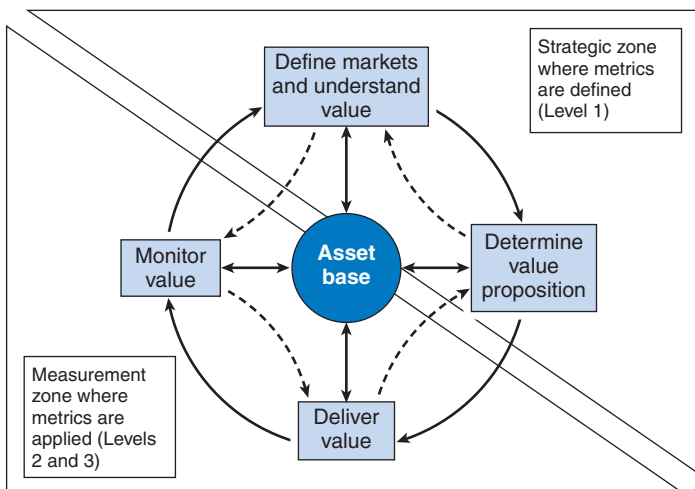 Define markets
and understand
value
Strategic zone
where metrics
are defined
(Level 1)
Monitor
value
Asset
base
Determine
value
proposition
Measurement
zone where
metrics are
applied (Levels
2 and 3)
Deliver
value